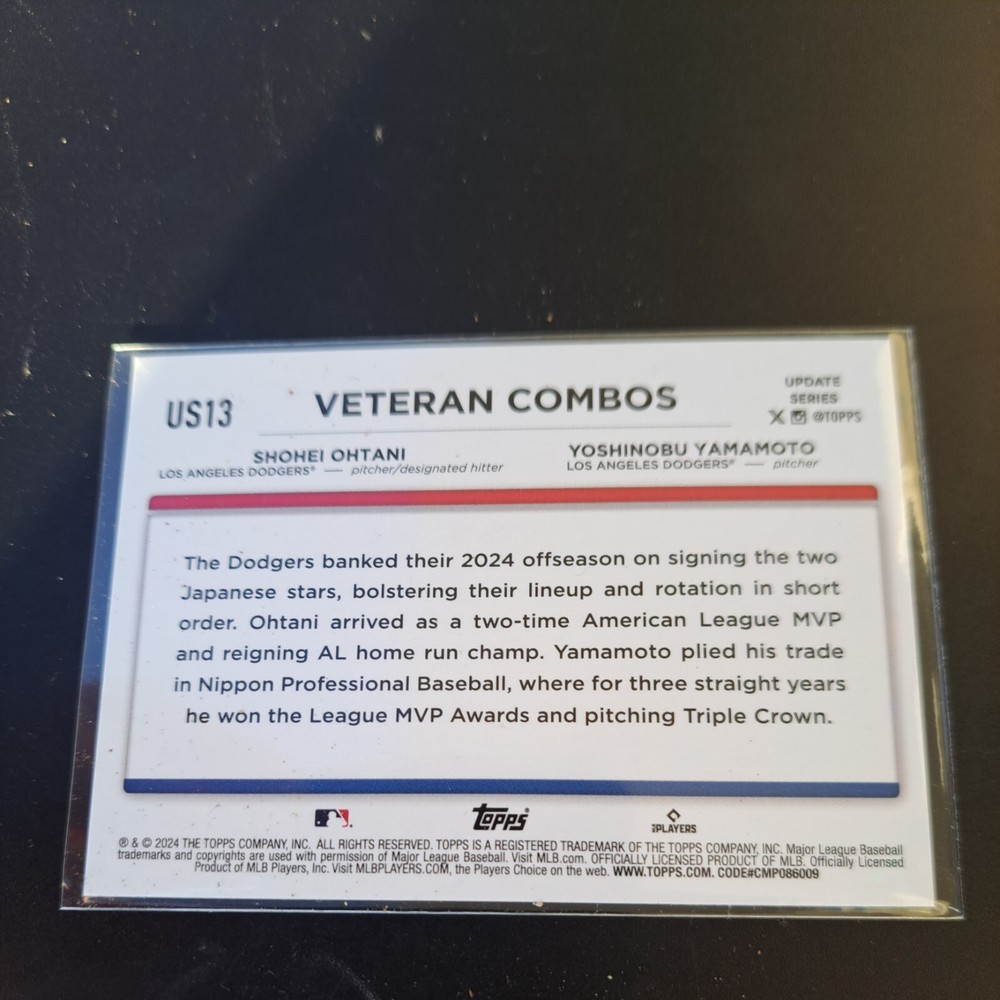 US13
VETERAN COMBOS
UPDATE
SERIES
@TOPPS
SHOHEI OHTANI
LOS ANGELES DODGERS® — pitcher/designated hitter
YOSHINOBU YAMAMOTO
LOS ANGELES DODGERS® — pitcher
The Dodgers banked their 2024 offseason on signing the two
Japanese stars, bolstering their lineup and rotation in short
order. Ohtani arrived as a two-time American League MVP
and reigning AL home run champ. Yamamoto plied his trade
in Nippon Professional Baseball, where for three straight years
he won the League MVP Awards and pitching Triple Crown.
Topps®
PLAYERS
® & © 2024 THE TOPPS COMPANY, INC. ALL RIGHTS RESERVED. TOPPS IS A REGISTERED TRADEMARK OF THE TOPPS COMPANY, INC. Major League Baseball
trademarks and copyrights are used with permission of Major League Baseball. Visit MLB.com. OFFICIALLY LICENSED PRODUCT OF MLB. Officially Licensed
Product of MLB Players, Inc. Visit MLBPLAYERS.COM, the Players Choice on the web. WWW.TOPPS.COM. CODE#CMP086009